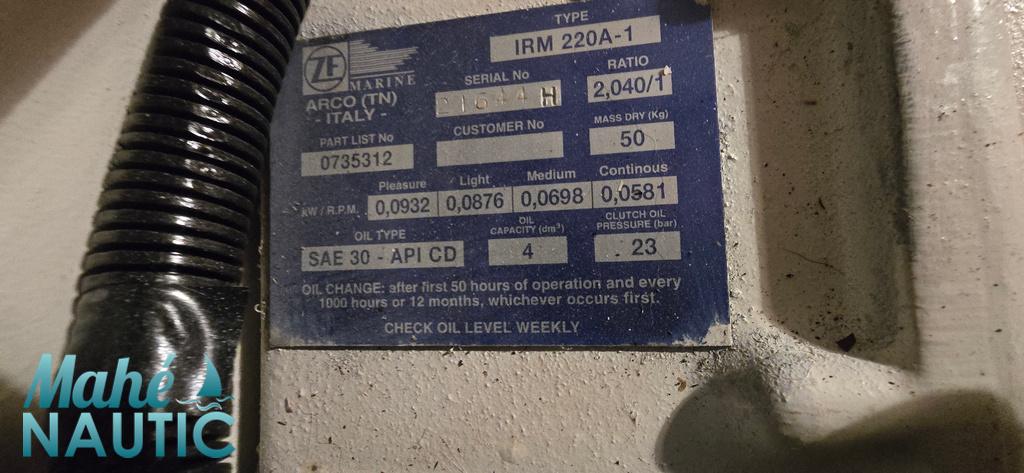 TYPE
IRM 220A-1
ZF
MARINE
SERIAL No
21644 H
RATIO
2,040/1
ARCO (TN)
- ITALY -
PART LIST No
0735312
CUSTOMER No
MASS DRY (Kg)
50
Pleasure Light Medium Continous
kW / R.P.M. 0,0932 0,0876 0,0698 0,0581
OIL TYPE
SAE 30 - API CD
OIL
CAPACITY (dm³)
4
CLUTCH OIL
PRESSURE (bar)
23
OIL CHANGE: after first 50 hours of operation and every
1000 hours or 12 months, whichever occurs first.
CHECK OIL LEVEL WEEKLY
Mahé
NAUTIC